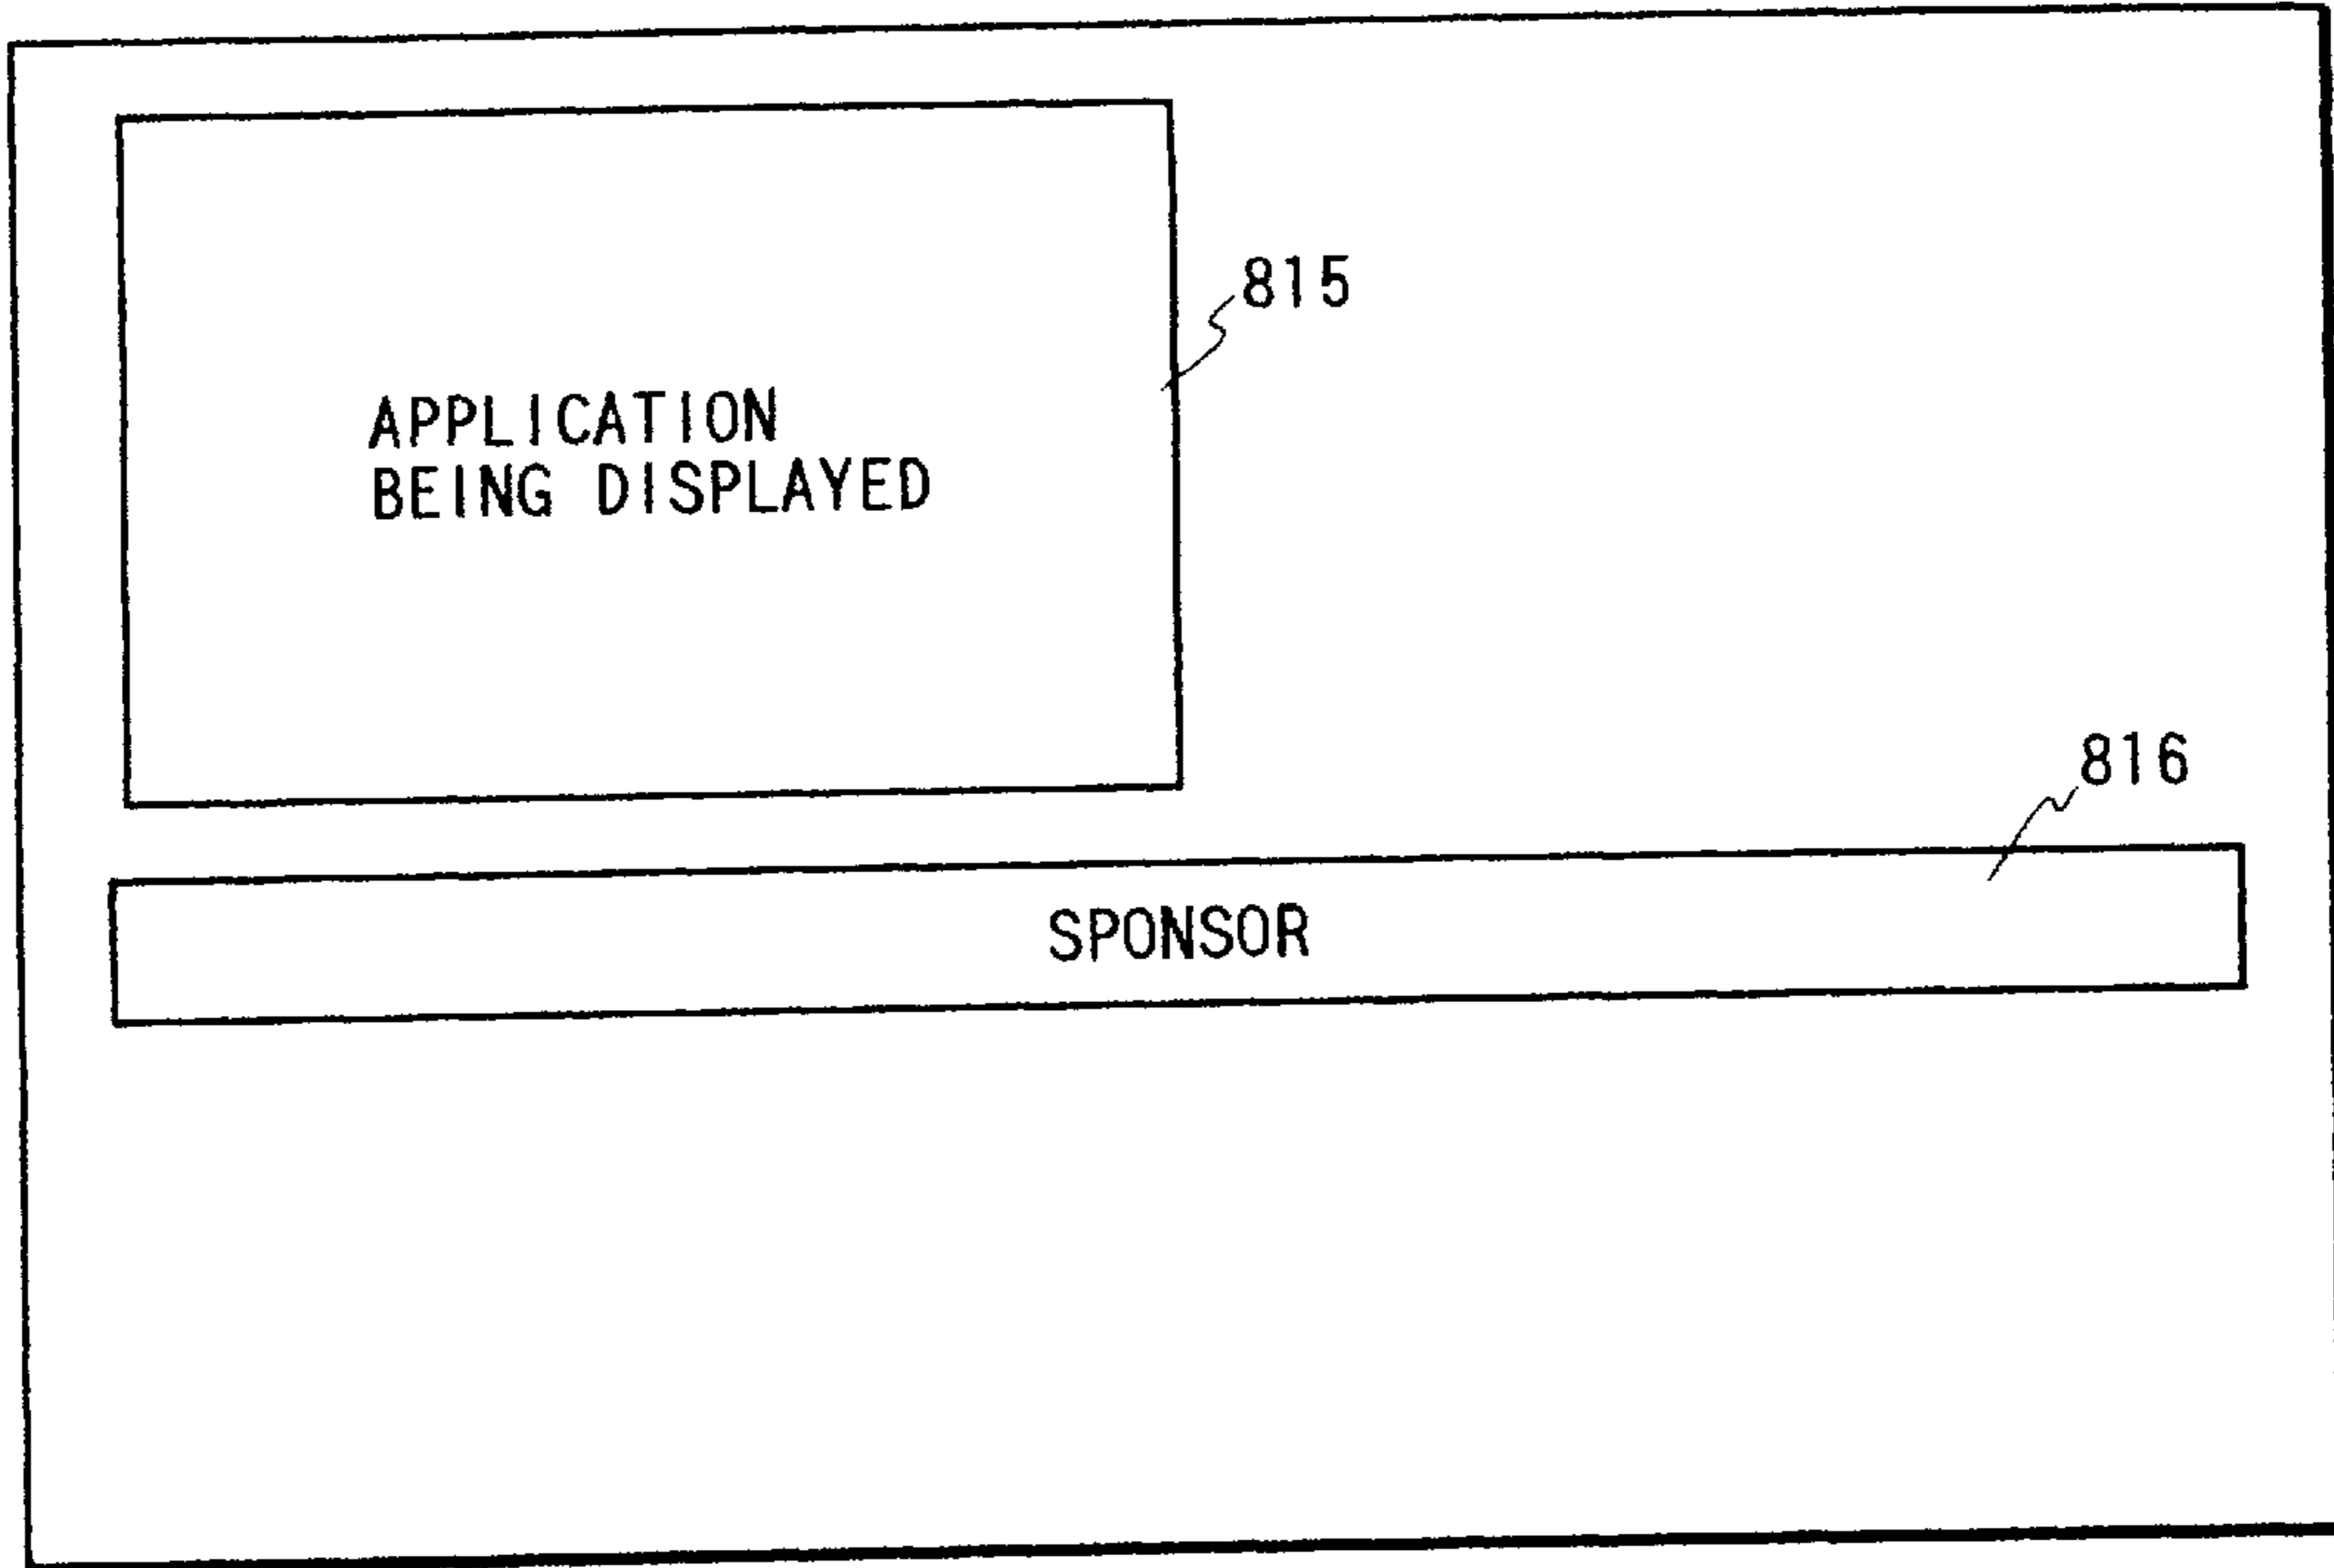 815
APPLICATION
BEING DISPLAYED
816
SPONSOR